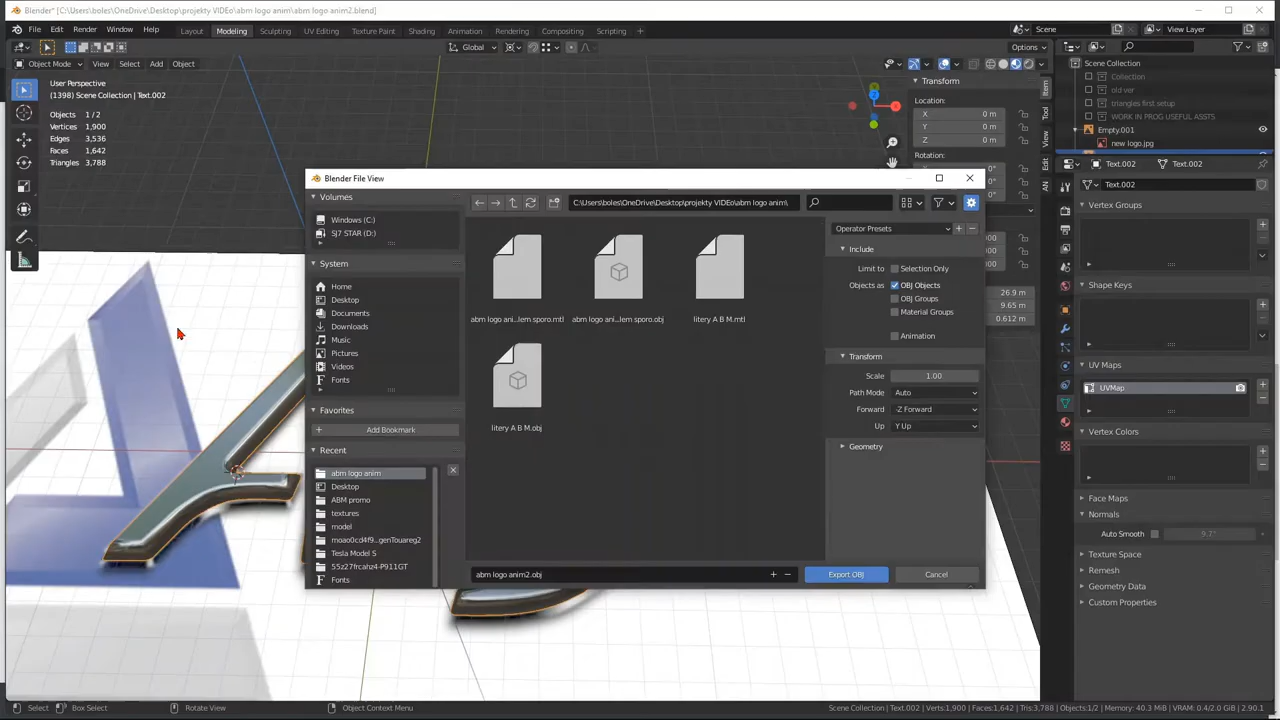 Blender* [C:\Users\boles\OneDrive\Desktop\projekty VIDEo\abm logo anim\abm logo anim2.blend]
File Edit Render Window Help Layout Modeling Sculpting UV Editing Texture Paint Shading Animation Rendering Compositing Scripting + Scene View Layer
Global Options
Object Mode View Select Add Object
User Perspective
(1398) Scene Collection | Text.002
Objects 1 / 2
Vertices 1,900
Edges 3,536
Faces 1,642
Triangles 3,788
Transform
Location:
X 0 m
Y 0 m
Z 0 m
Rotation:
26.9 m
9.65 m
0.612 m
Item
Tool
View
Edit
AN
Scene Collection
Collection
old ver
triangles first setup
WORK IN PROG USEFUL ASSTS
Empty.001
new logo.jpg
Text.002 Text.002
Text.002
Vertex Groups
Shape Keys
UV Maps
UVMap
Vertex Colors
Face Maps
Normals
Auto Smooth 9.7°
Texture Space
Remesh
Geometry Data
Custom Properties
Blender File View
Volumes
Windows (C:)
SJ7 STAR (D:)
System
Home
Desktop
Documents
Downloads
Music
Pictures
Videos
Fonts
Favorites
Add Bookmark
Recent
abm logo anim
Desktop
ABM promo
textures
model
moao0cd4f9...genTouareg2
Tesla Model S
55z27frcahz4-P911GT
Fonts
C:\Users\boles\OneDrive\Desktop\projekty VIDEo\abm logo anim\
abm logo ani...lem sporo.mtl
abm logo ani...lem sporo.obj
litery A B M.mtl
litery A B M.obj
Operator Presets
Include
Limit to Selection Only
Objects as OBJ Objects
OBJ Groups
Material Groups
Animation
Transform
Scale 1.00
Path Mode Auto
Forward -Z Forward
Up Y Up
Geometry
abm logo anim2.obj
Export OBJ
Cancel
Select Box Select Rotate View Object Context Menu
Scene Collection | Text.002 | Verts:1,900 | Faces:1,642 | Tris:3,788 | Objects:1/2 | Memory: 40.3 MiB | VRAM: 0.4/2.0 GiB | 2.90.1